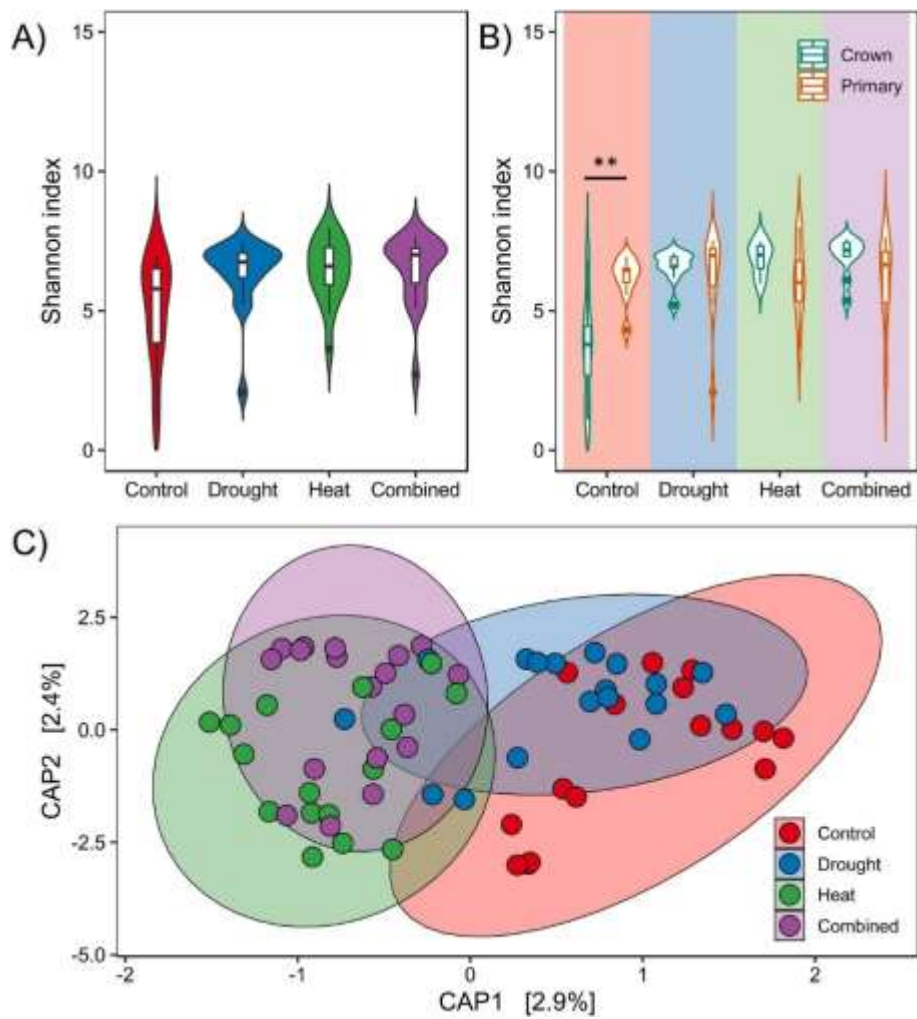 A)
Shannon index
15
10
5
0
Control Drought Heat Combined
B)
Shannon index
15
10
5
0
Crown
Primary
**
Control Drought Heat Combined
C)
CAP2 [2.4%]
2.5
0.0
-2.5
-5.0
Control
Drought
Heat
Combined
-2 -1 0 1 2
CAP1 [2.9%]